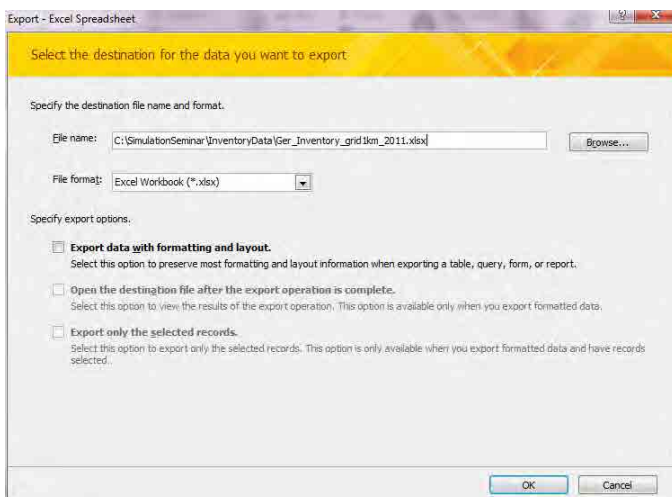 Export - Excel Spreadsheet
Select the destination for the data you want to export
Specify the destination file name and format.
File name: C:\SimulationSeminar\InventoryData\Ger_Inventory_grid1km_2011.xlsx Browse...
File format: Excel Workbook (*.xlsx)
Specify export options.
Export data with formatting and layout.
Select this option to preserve most formatting and layout information when exporting a table, query, form, or report.
Open the destination file after the export operation is complete.
Select this option to view the results of the export operation. This option is available only when you export formatted data.
Export only the selected records.
Select this option to export only the selected records. This option is only available when you export formatted data and have records
selected.
OK Cancel